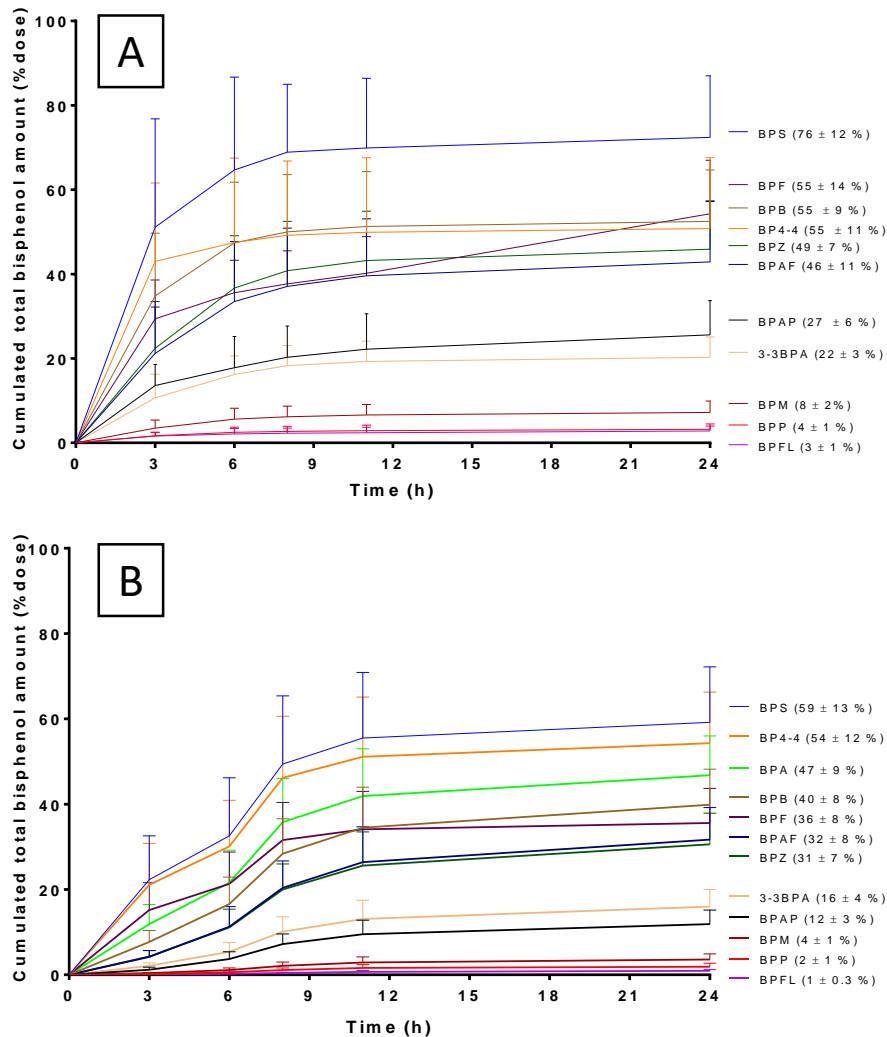 A
Cumulated total bisphenol amount (%dose)
100
80
60
40
20
0
0 3 6 9 12 15 18 21 24
Time (h)
BPS (76 ± 12 %)
BPF (55 ± 14 %)
BPB (55 ± 9 %)
BP4-4 (55 ± 11 %)
BPZ (49 ± 7 %)
BPAF (46 ± 11 %)
BPAP (27 ± 6 %)
3-3BPA (22 ± 3 %)
BPM (8 ± 2%)
BPP (4 ± 1 %)
BPFL (3 ± 1 %)
B
Cumulated total bisphenol amount (%dose)
100
80
60
40
20
0
0 3 6 9 12 15 18 21 24
Time (h)
BPS (59 ± 13 %)
BP4-4 (54 ± 12 %)
BPA (47 ± 9 %)
BPB (40 ± 8 %)
BPF (36 ± 8 %)
BPAF (32 ± 8 %)
BPZ (31 ± 7 %)
3-3BPA (16 ± 4 %)
BPAP (12 ± 3 %)
BPM (4 ± 1 %)
BPP (2 ± 1 %)
BPFL (1 ± 0.3 %)